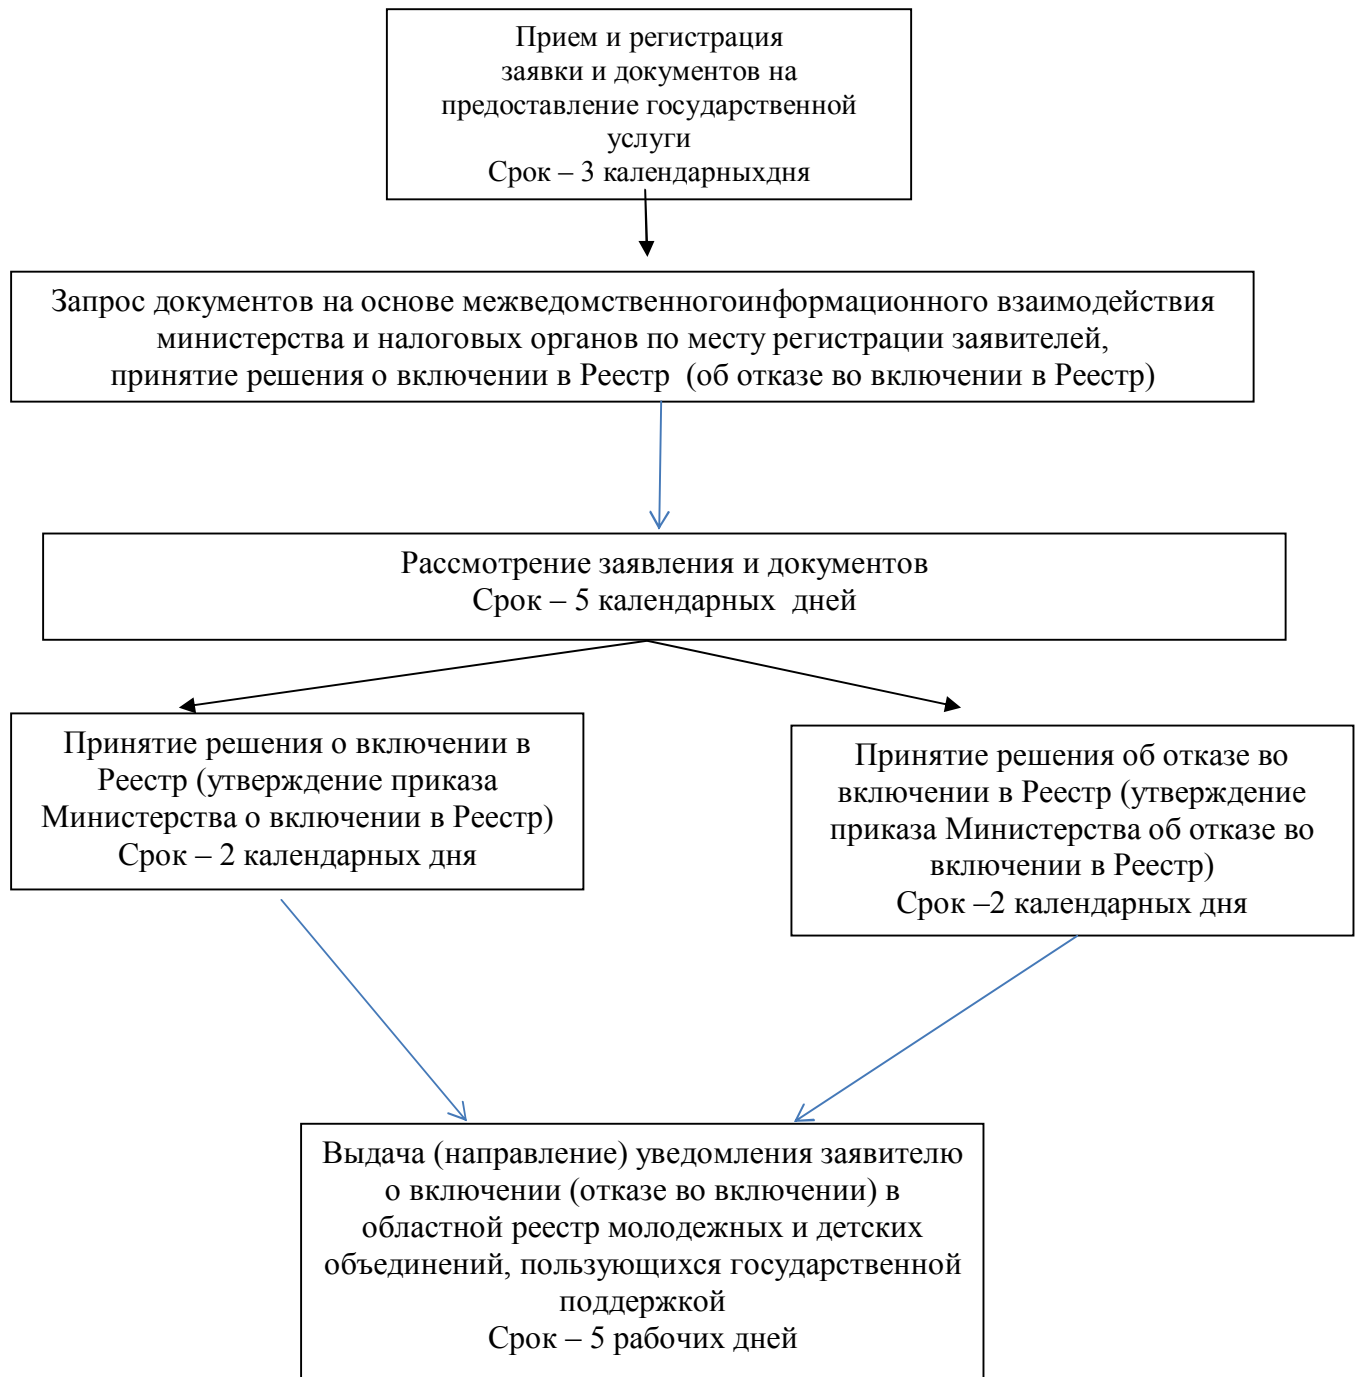 Прием и регистрация
заявки и документов на
предоставление государственной
услуги
Срок – 3 календарныхдня
Запрос документов на основе межведомственногоинформационного взаимодействия
министерства и налоговых органов по месту регистрации заявителей,
принятие решения о включении в Реестр (об отказе во включении в Реестр)
Рассмотрение заявления и документов
Срок – 5 календарных дней
Принятие решения о включении в
Реестр (утверждение приказа
Министерства о включении в Реестр)
Срок – 2 календарных дня
Принятие решения об отказе во
включении в Реестр (утверждение
приказа Министерства об отказе во
включении в Реестр)
Срок –2 календарных дня
Выдача (направление) уведомления заявителю
о включении (отказе во включении) в
областной реестр молодежных и детских
объединений, пользующихся государственной
поддержкой
Срок – 5 рабочих дней